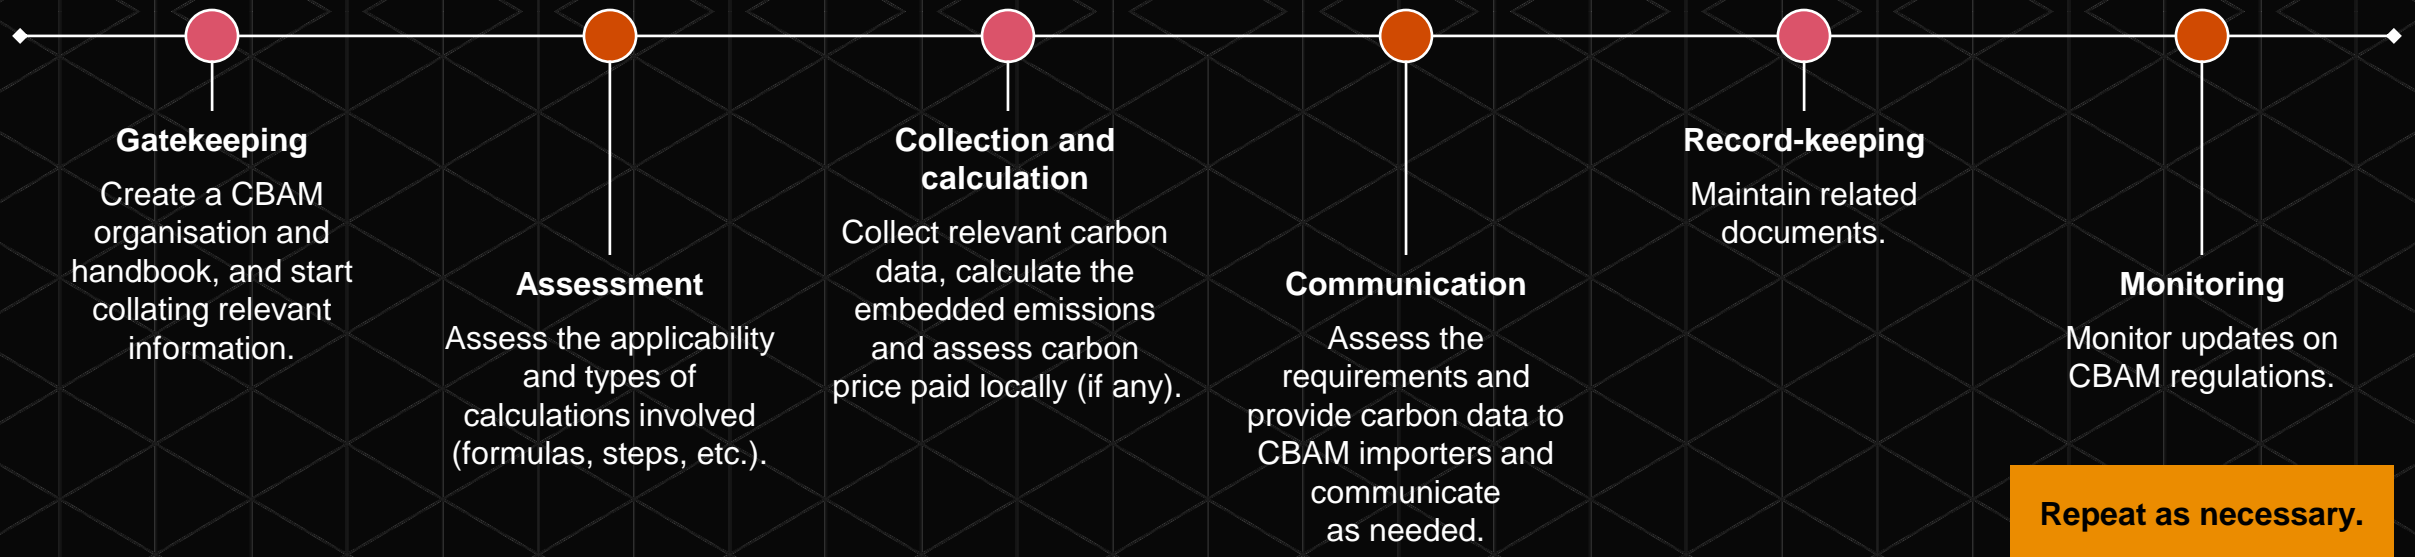 Gatekeeping
Create a CBAM
organisation and
handbook, and start
collating relevant
information.
Assessment
Assess the applicability
and types of
calculations involved
(formulas, steps, etc.).
Collection and
calculation
Collect relevant carbon
data, calculate the
embedded emissions
and assess carbon
price paid locally (if any).
Communication
Assess the
requirements and
provide carbon data to
CBAM importers and
communicate
as needed.
Record-keeping
Maintain related
documents.
Monitoring
Monitor updates on
CBAM regulations.
Repeat as necessary.